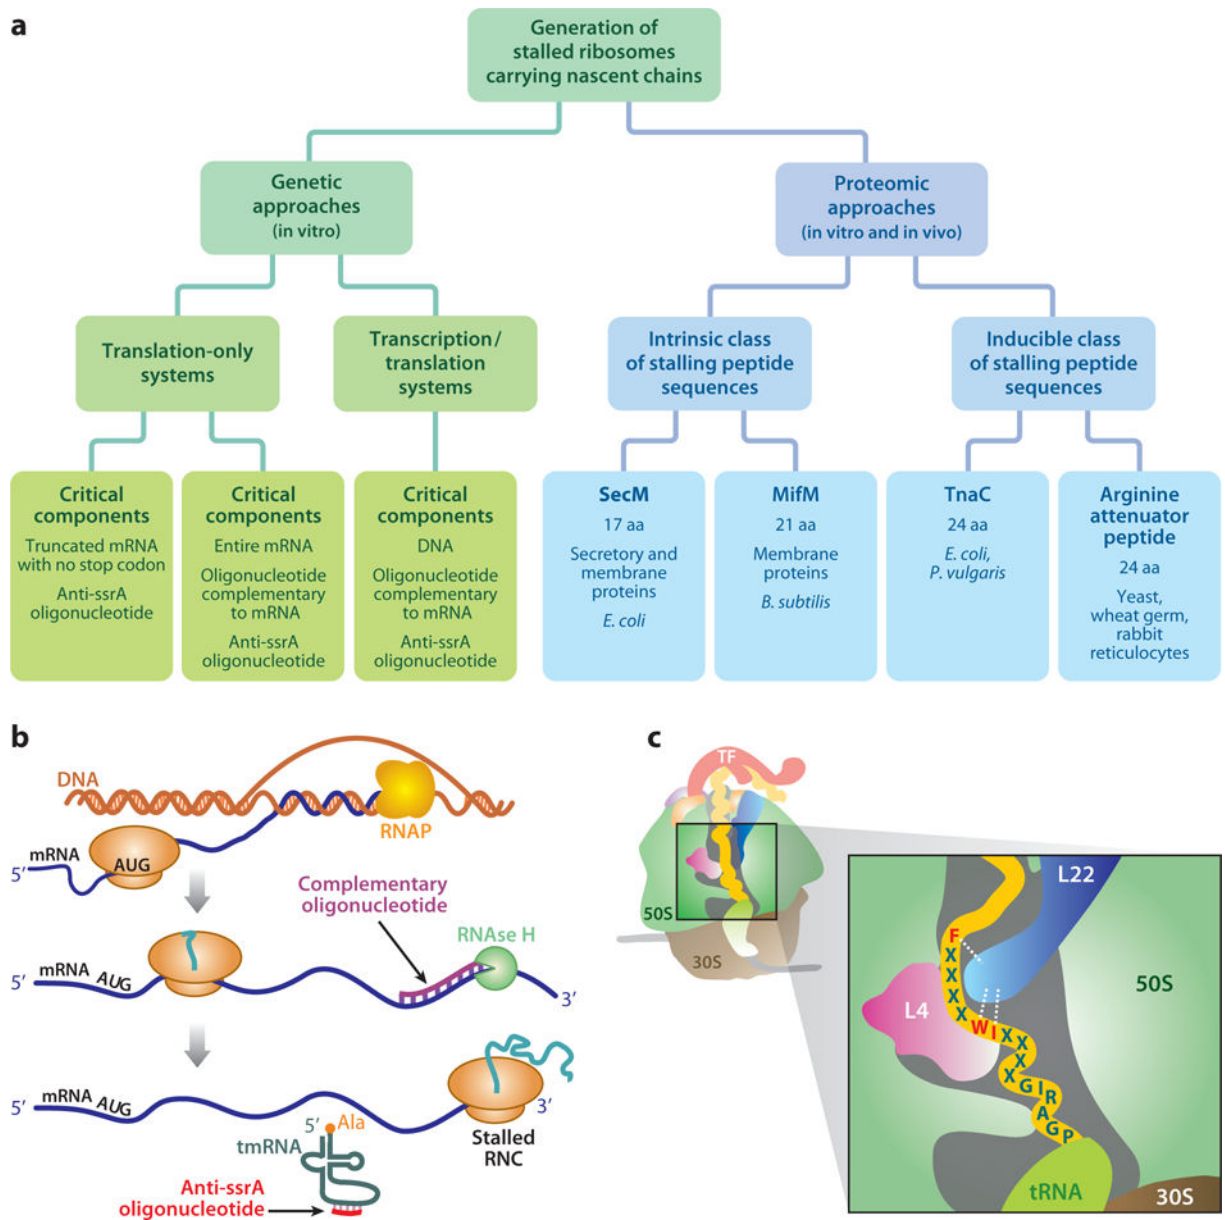 a
Generation of
stalled ribosomes
carrying nascent chains
Genetic
approaches
(in vitro)
Proteomic
approaches
(in vitro and in vivo)
Translation-only
systems
Transcription/
translation
systems
Intrinsic class
of stalling peptide
sequences
Inducible class
of stalling peptide
sequences
Critical
components
Truncated mRNA
with no stop codon
Anti-ssrA
oligonucleotide
Critical
components
Entire mRNA
Oligonucleotide
complementary
to mRNA
Anti-ssrA
oligonucleotide
Critical
components
DNA
Oligonucleotide
complementary
to mRNA
Anti-ssrA
oligonucleotide
SecM
17 aa
Secretory and
membrane
proteins
E. coli
MifM
21 aa
Membrane
proteins
B. subtilis
TnaC
24 aa
E. coli,
P. vulgaris
Arginine
attenuator
peptide
24 aa
Yeast,
wheat germ,
rabbit
reticulocytes
b
DNA
RNAP
mRNA
AUG
5′
Complementary
oligonucleotide
RNAse H
5′
mRNA
AUG
3′
5′
mRNA
AUG
3′
Stalled
RNC
5′
Ala
tmRNA
Anti-ssrA
oligonucleotide
c
TF
50S
30S
L22
L4
50S
F
X
X
X
X
X
W
I
X
X
X
X
G
I
R
A
G
P
tRNA
30S